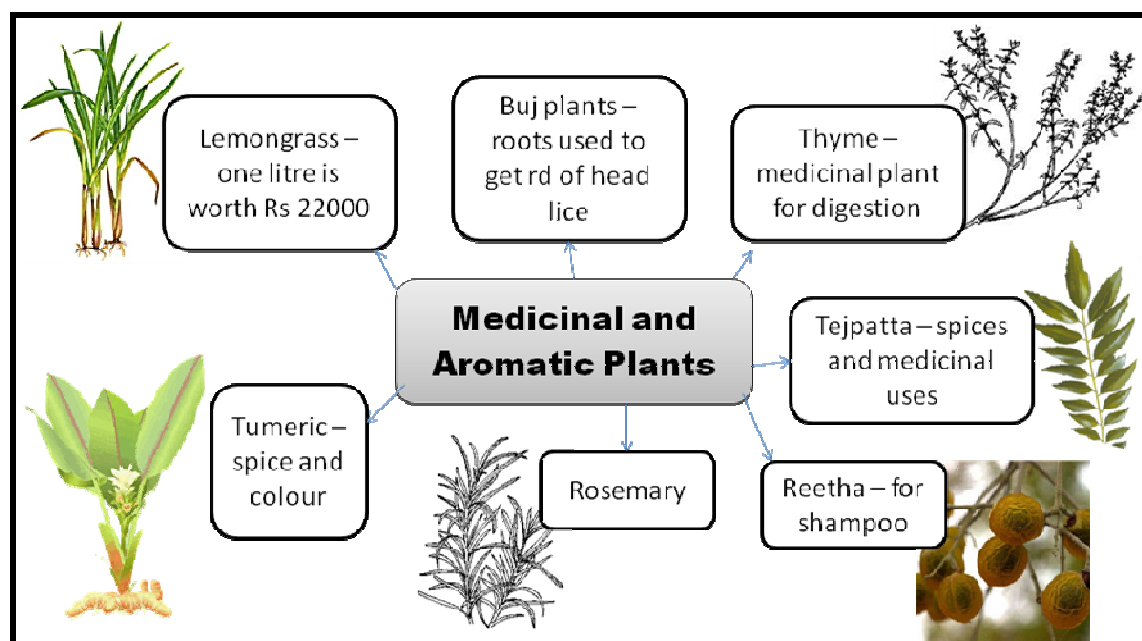 Lemongrass –
one litre is
worth Rs 22000
Buj plants –
roots used to
get rd of head
lice
Thyme –
medicinal plant
for digestion
Medicinal and
Aromatic Plants
Tejpatta – spices
and medicinal
uses
Tumeric –
spice and
colour
Rosemary
Reetha – for
shampoo